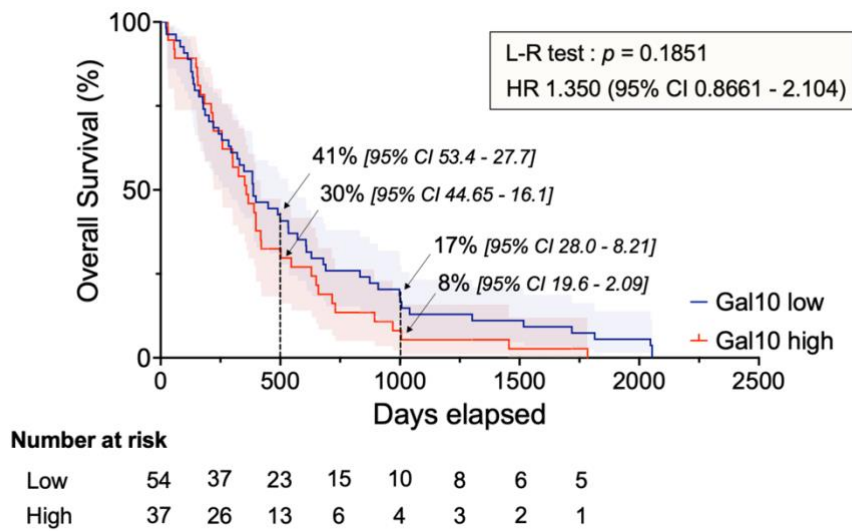 100
50
0
Overall Survival (%)
L-R test : p = 0.1851
HR 1.350 (95% CI 0.8661 - 2.104)
41% [95% CI 53.4 - 27.7]
30% [95% CI 44.65 - 16.1]
17% [95% CI 28.0 - 8.21]
8% [95% CI 19.6 - 2.09]
Gal10 low
Gal10 high
0 500 1000 1500 2000 2500
Days elapsed
Number at risk
Low 54 37 23 15 10 8 6 5
High 37 26 13 6 4 3 2 1